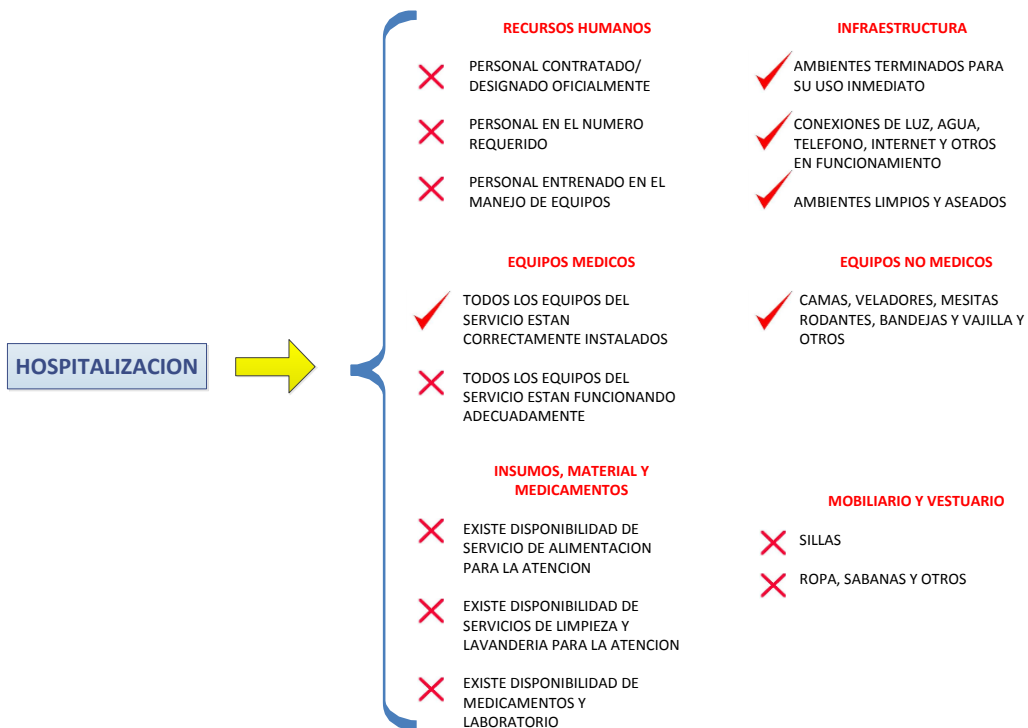 HOSPITALIZACION
RECURSOS HUMANOS
PERSONAL CONTRATADO/
DESIGNADO OFICIALMENTE
PERSONAL EN EL NUMERO
REQUERIDO
PERSONAL ENTRENADO EN EL
MANEJO DE EQUIPOS
INFRAESTRUCTURA
AMBIENTES TERMINADOS PARA
SU USO INMEDIATO
CONEXIONES DE LUZ, AGUA,
TELEFONO, INTERNET Y OTROS
EN FUNCIONAMIENTO
AMBIENTES LIMPIOS Y ASEADOS
EQUIPOS MEDICOS
TODOS LOS EQUIPOS DEL
SERVICIO ESTAN
CORRECTAMENTE INSTALADOS
TODOS LOS EQUIPOS DEL
SERVICIO ESTAN FUNCIONANDO
ADECUADAMENTE
EQUIPOS NO MEDICOS
CAMAS, VELADORES, MESITAS
RODANTES, BANDEJAS Y VAJILLA Y
OTROS
INSUMOS, MATERIAL Y
MEDICAMENTOS
EXISTE DISPONIBILIDAD DE
SERVICIO DE ALIMENTACION
PARA LA ATENCION
EXISTE DISPONIBILIDAD DE
SERVICIOS DE LIMPIEZA Y
LAVANDERIA PARA LA ATENCION
EXISTE DISPONIBILIDAD DE
MEDICAMENTOS Y
LABORATORIO
MOBILIARIO Y VESTUARIO
SILLAS
ROPA, SABANAS Y OTROS